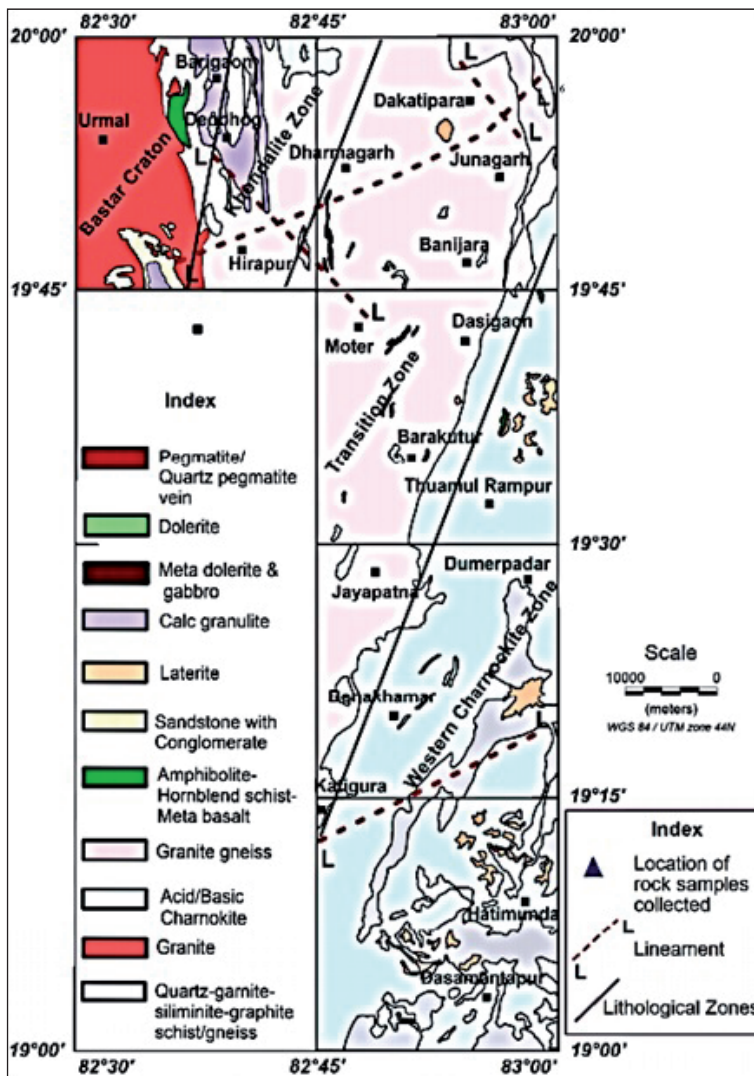 82°30' 82°45' 83°00'
20°00' 20°00'
Barigaom
L
Dakatipara
Urmal
Deodhog
L
L
L
Khondalite Zone
Dharmagarh
Junagarh
Bastar Craton
Hirapur
Banijara
L
19°45' 19°45'
L
Moter
Dasigaon
Transition Zone
Barakutur
Thuamul Rampur
19°30'
Dumerpadar
Jayapatna
Western Charnockite Zone
L
19°15'
L
Hatimunda
Dasamantapur
19°00' 19°00'
82°30' 82°45' 83°00'
Index
Pegmatite/
Quartz pegmatite
vein
Dolerite
Meta dolerite &
gabbro
Calc granulite
Laterite
Sandstone with
Conglomerate
Amphibolite-
Hornblend schist-
Meta basalt
Granite gneiss
Acid/Basic
Charnokite
Granite
Quartz-garnite-
siliminite-graphite
schist/gneiss
Scale
10000 0
(meters)
WGS 84 / UTM zone 44N
Index
Location of
rock samples
collected
L
Lineament
L
Lithological Zones